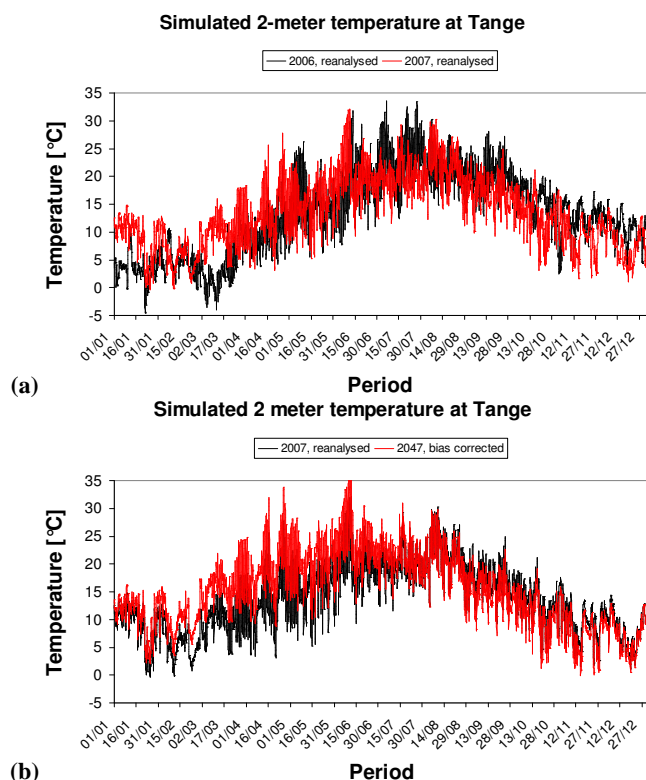 Simulated 2-meter temperature at Tange
2006, reanalysed 2007, reanalysed
35
30
25
20
15
10
5
0
-5
Temperature [°C]
01/01 16/01 31/01 15/02 02/03 17/03 01/04 16/04 01/05 16/05 31/05 15/06 30/06 15/07 30/07 14/08 29/08 13/09 28/09 13/10 28/10 12/11 27/11 12/12 27/12
(a)
Period
Simulated 2 meter temperature at Tange
2007, reanalysed 2047, bias corrected
35
30
25
20
15
10
5
0
-5
Temperature [°C]
01/01 16/01 31/01 15/02 02/03 17/03 01/04 16/04 01/05 16/05 31/05 15/06 30/06 15/07 30/07 14/08 29/08 13/09 28/09 13/10 28/10 12/11 27/11 12/12 27/12
(b)
Period